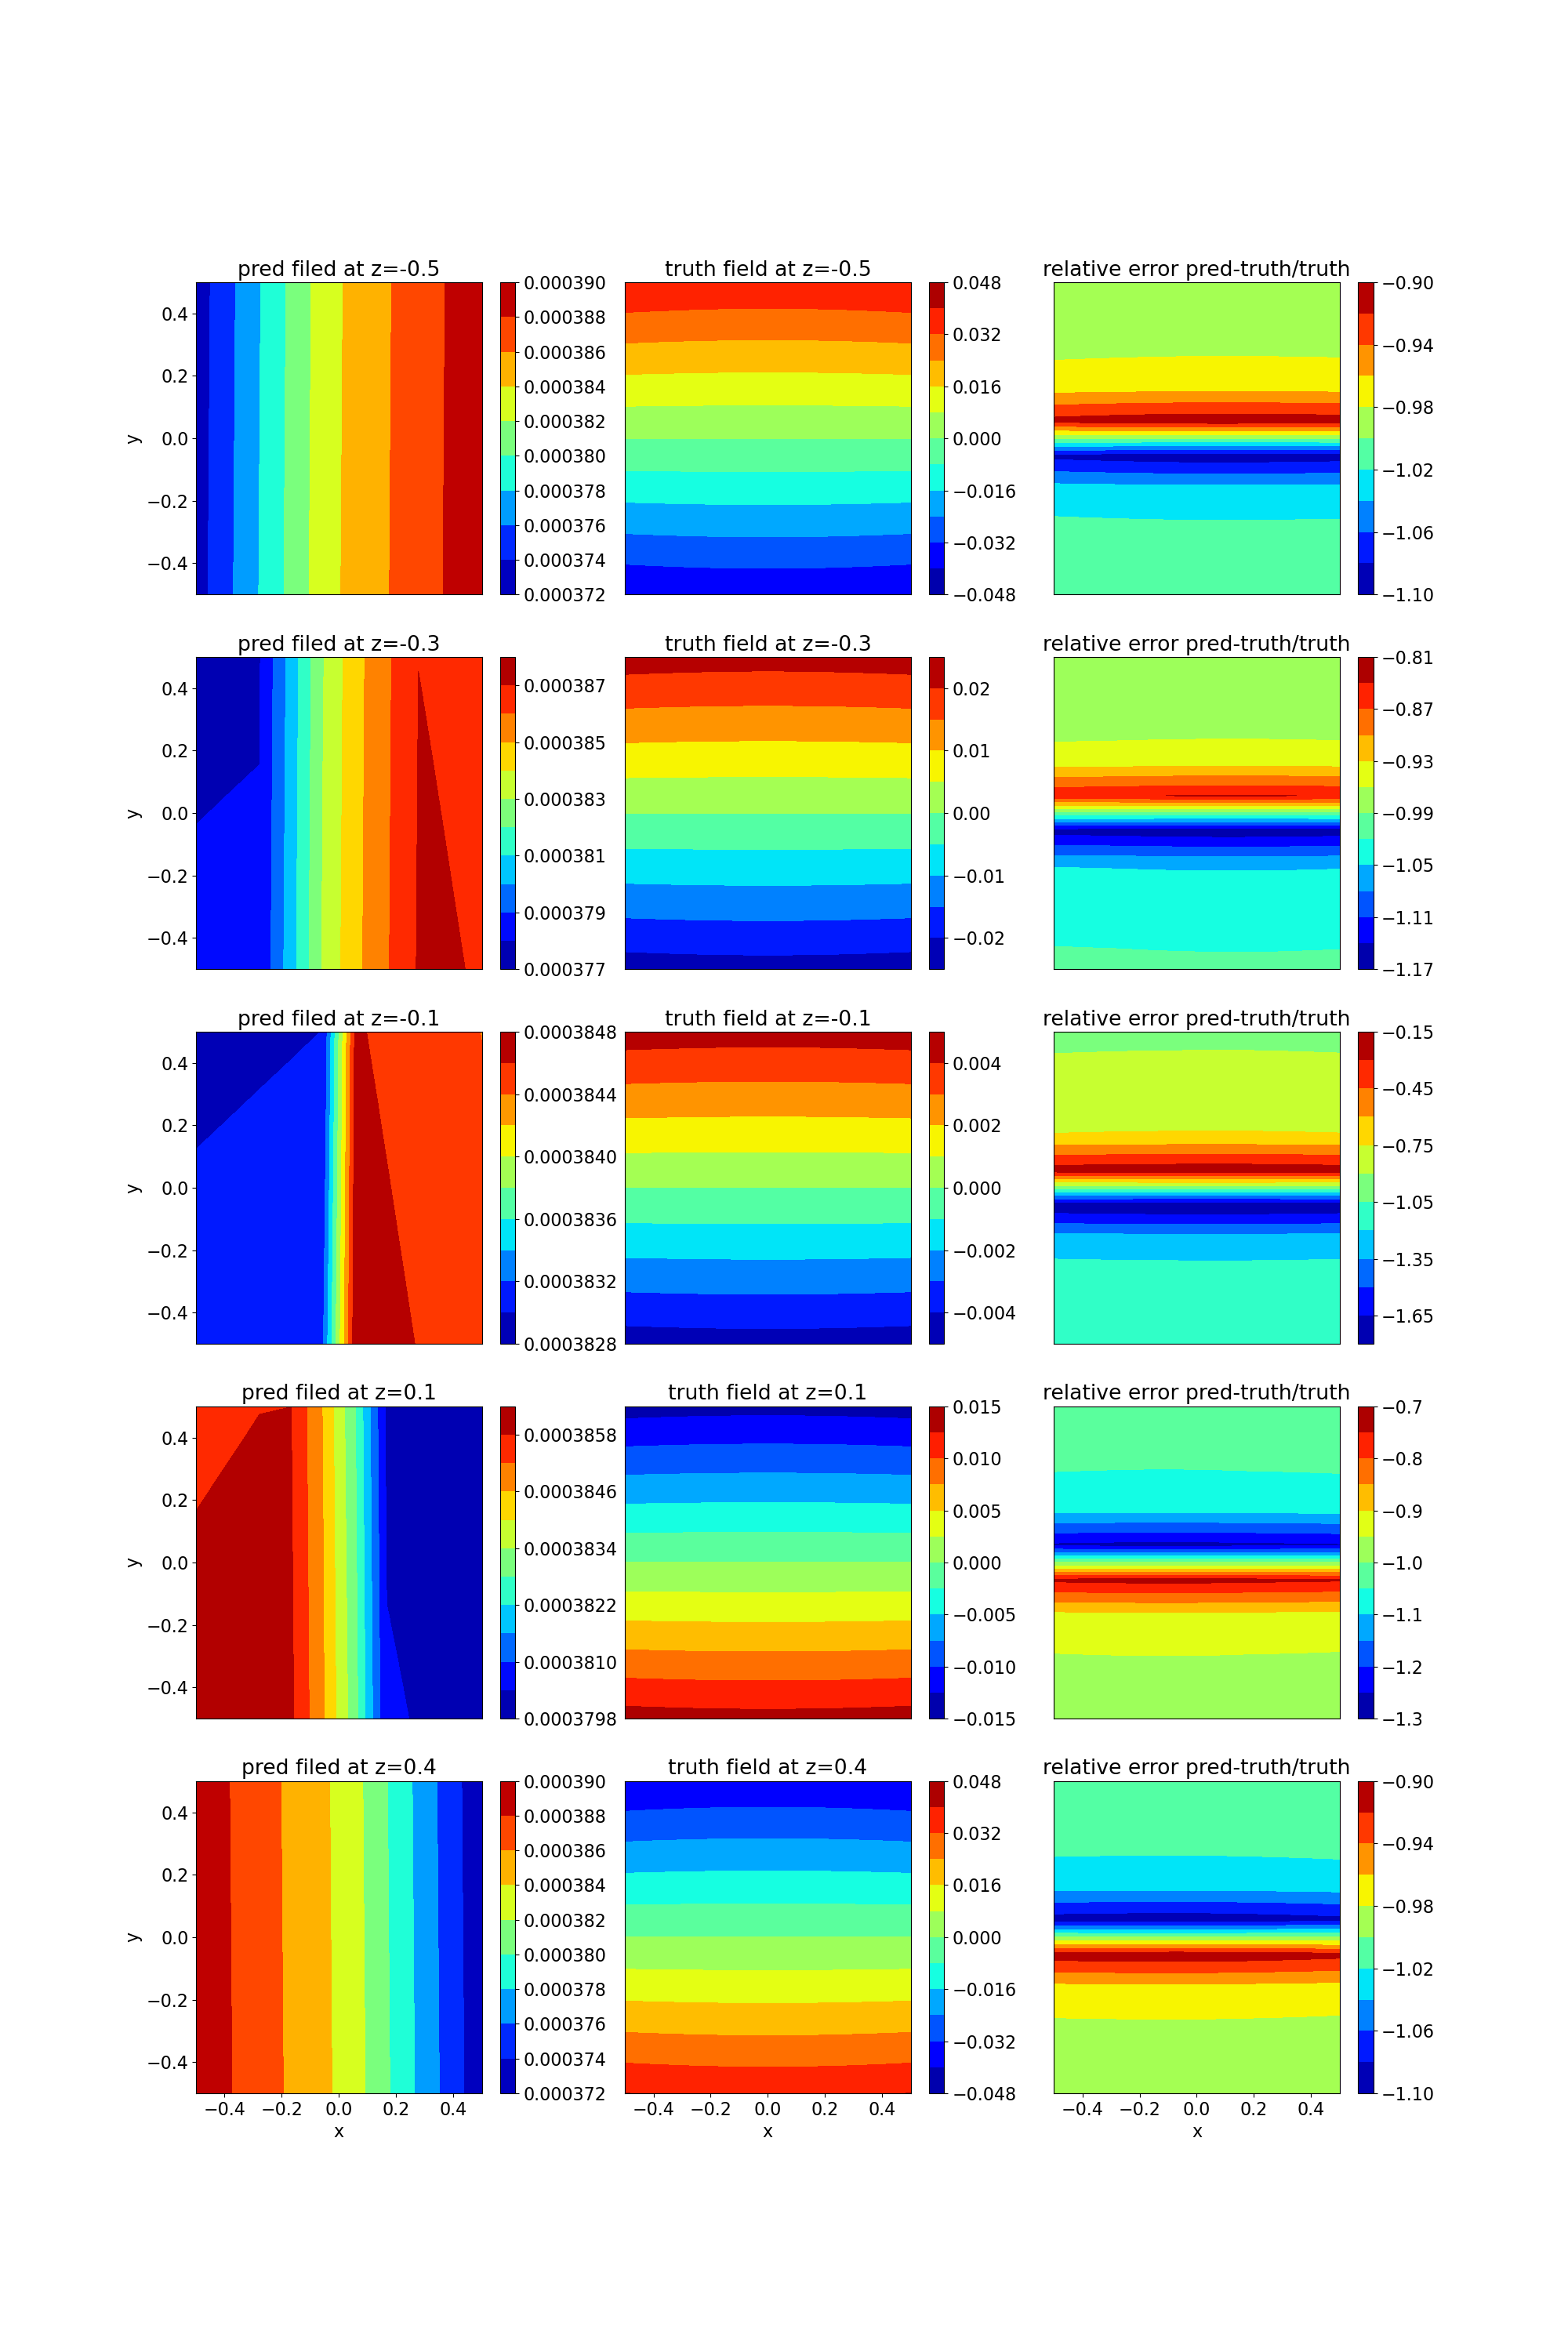 pred filed at z=-0.5 truth field at z=-0.5 relative error pred-truth/truth
0.4 0.2 0.0 −0.2 −0.4
y
0.000390 0.000388 0.000386 0.000384 0.000382 0.000380 0.000378 0.000376 0.000374 0.000372
0.048 0.032 0.016 0.000 −0.016 −0.032 −0.048
−0.90 −0.94 −0.98 −1.02 −1.06 −1.10
pred filed at z=-0.3 truth field at z=-0.3 relative error pred-truth/truth
0.4 0.2 0.0 −0.2 −0.4
y
0.000387 0.000385 0.000383 0.000381 0.000379 0.000377
0.02 0.01 0.00 −0.01 −0.02
−0.81 −0.87 −0.93 −0.99 −1.05 −1.11 −1.17
pred filed at z=-0.1 truth field at z=-0.1 relative error pred-truth/truth
0.4 0.2 0.0 −0.2 −0.4
y
0.0003848 0.0003844 0.0003840 0.0003836 0.0003832 0.0003828
0.004 0.002 0.000 −0.002 −0.004
−0.15 −0.45 −0.75 −1.05 −1.35 −1.65
pred filed at z=0.1 truth field at z=0.1 relative error pred-truth/truth
0.4 0.2 0.0 −0.2 −0.4
y
0.0003858 0.0003846 0.0003834 0.0003822 0.0003810 0.0003798
0.015 0.010 0.005 0.000 −0.005 −0.010 −0.015
−0.7 −0.8 −0.9 −1.0 −1.1 −1.2 −1.3
pred filed at z=0.4 truth field at z=0.4 relative error pred-truth/truth
0.4 0.2 0.0 −0.2 −0.4
y
0.000390 0.000388 0.000386 0.000384 0.000382 0.000380 0.000378 0.000376 0.000374 0.000372
0.048 0.032 0.016 0.000 −0.016 −0.032 −0.048
−0.90 −0.94 −0.98 −1.02 −1.06 −1.10
−0.4 −0.2 0.0 0.2 0.4 −0.4 −0.2 0.0 0.2 0.4 −0.4 −0.2 0.0 0.2 0.4
x x x